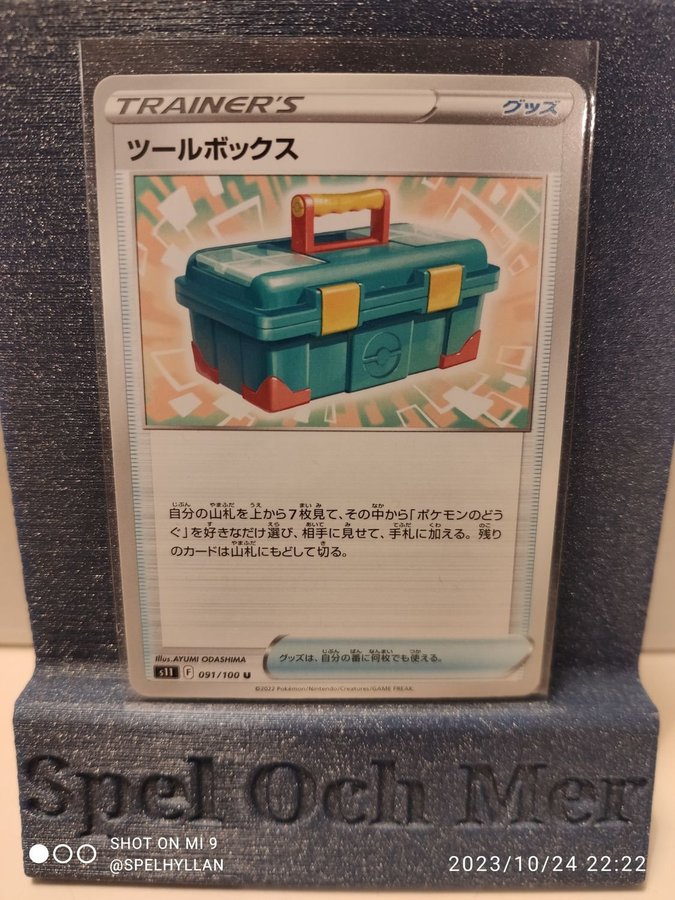 TRAINER'S グッズ
ツールボックス
自分の山札を上から7枚見て、その中から「ポケモンのどう
ぐ」を好きなだけ選び、相手に見せて、手札に加える。残り
のカードは山札にもどして切る。
Illus.AYUMI ODASHIMA
グッズは、自分の番に何枚でも使える。
s11 F 091/100 U
©2022 Pokémon/Nintendo/Creatures/GAME FREAK.
Spel Och Mer
SHOT ON MI 9
@SPELHYLLAN
2023/10/24 22:22